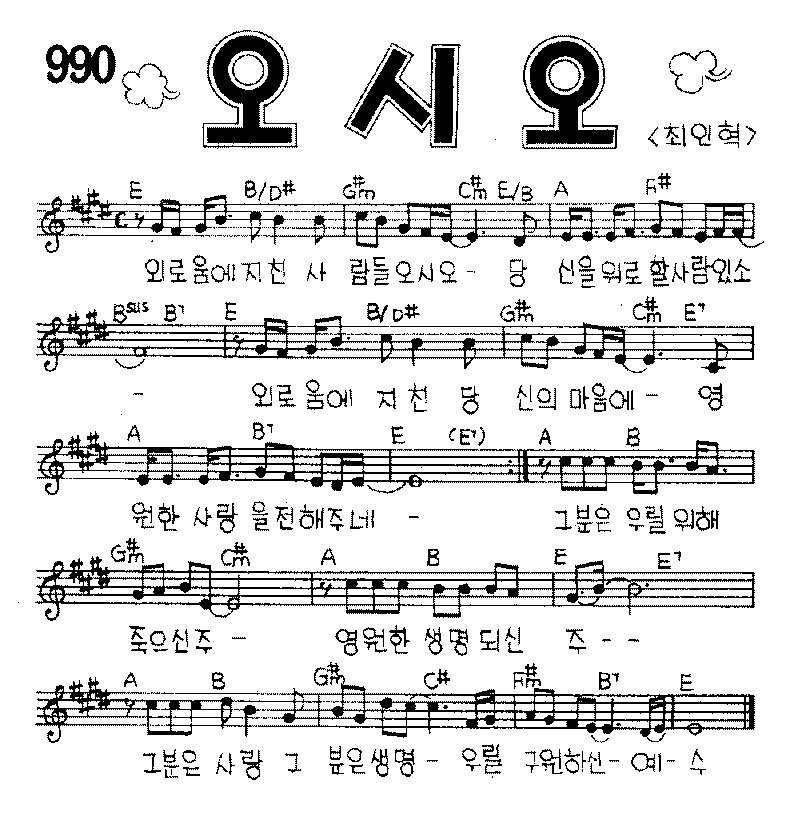 990 오시오
<최인혁>
E B/D# G#m C#m E/B A F#
외로움에지친 사 람들오시오- 당 신을위로할사람있소
Bsus B7 E B/D# G#m C#m E7
- 외로움에 지친 당 신의마음에- 영
A B7 E (E7) A B
원한 사랑 을전해주네 - 그분은 우릴위해
G#m C#m A B E E7
죽으신주 - 영원한 생명되신 주--
A B G#m C# F#m B7 E
그분은 사랑 그 분은생명- 우릴 구원하신-예-수